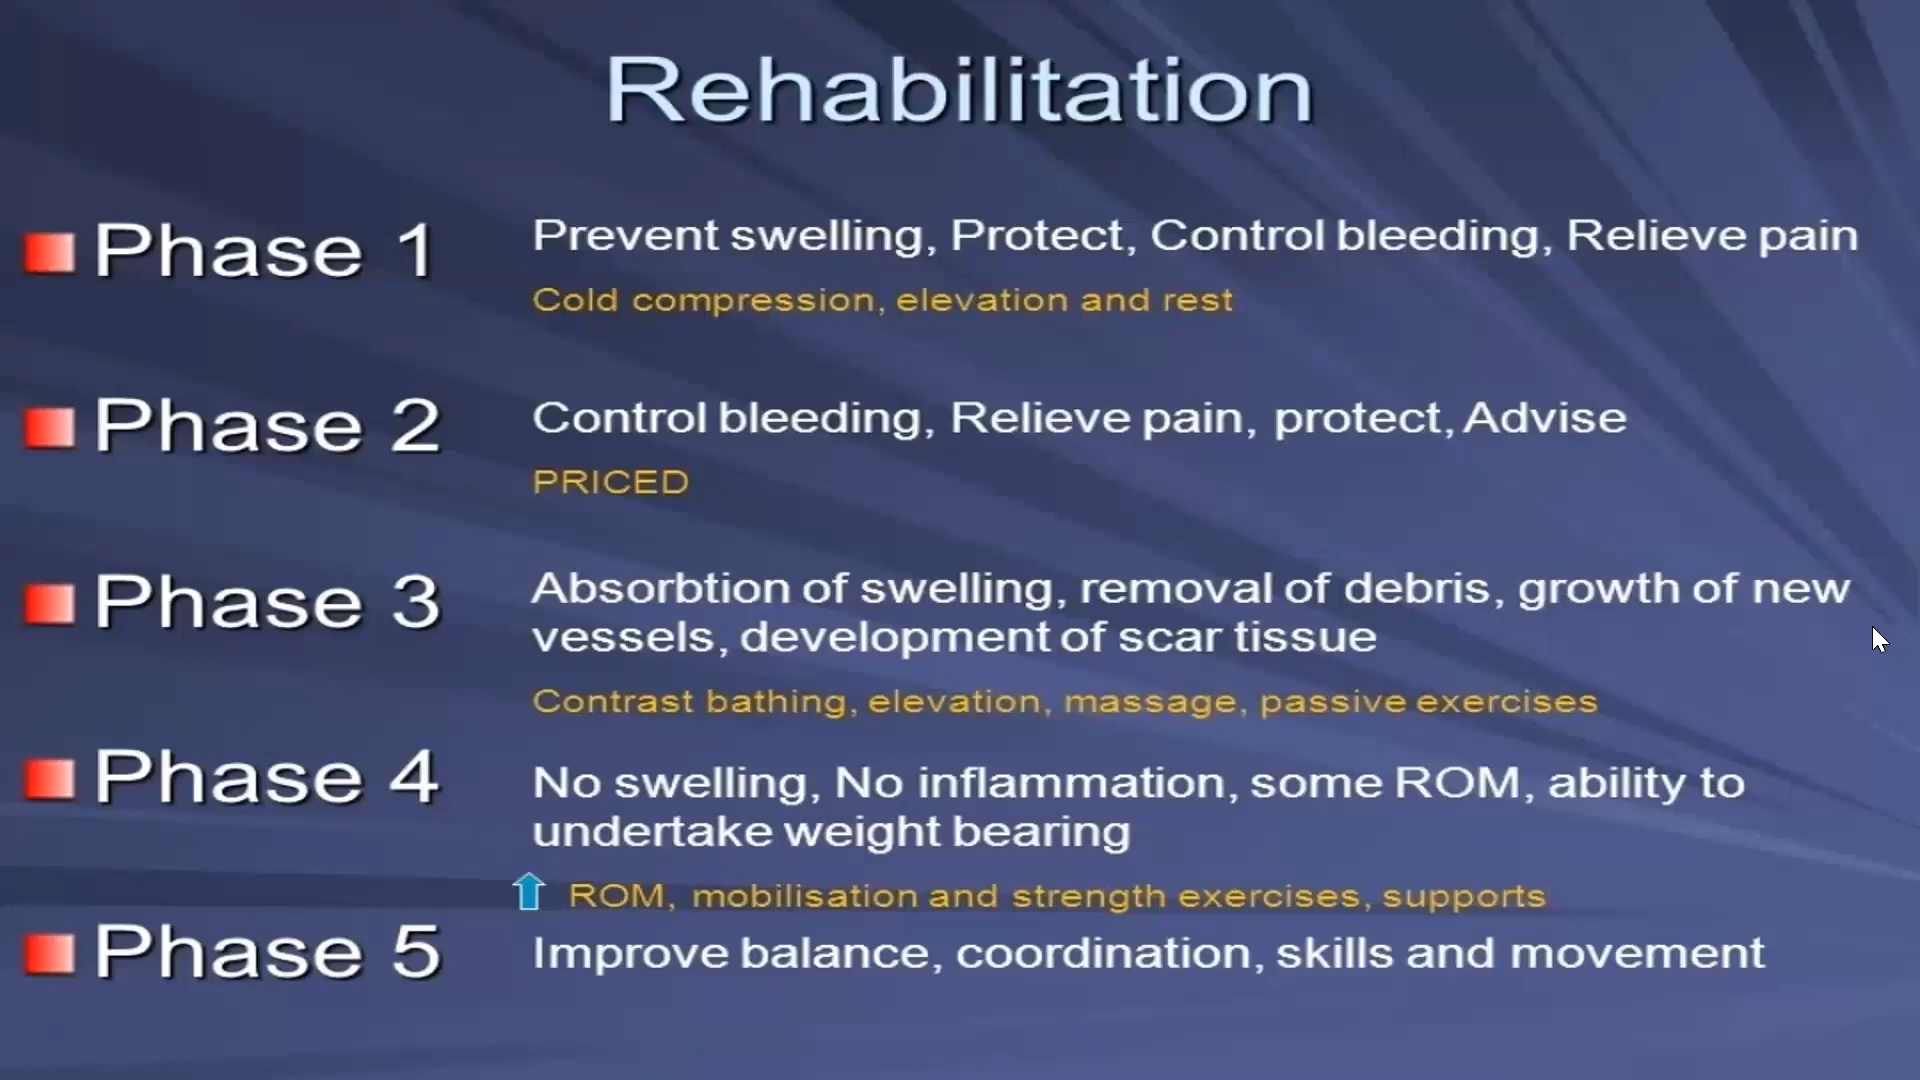 Rehabilitation
Phase 1
Prevent swelling, Protect, Control bleeding, Relieve pain
Cold compression, elevation and rest
Phase 2
Control bleeding, Relieve pain, protect, Advise
PRICED
Phase 3
Absorbtion of swelling, removal of debris, growth of new
vessels, development of scar tissue
Contrast bathing, elevation, massage, passive exercises
Phase 4
No swelling, No inflammation, some ROM, ability to
undertake weight bearing
ROM, mobilisation and strength exercises, supports
Phase 5
Improve balance, coordination, skills and movement